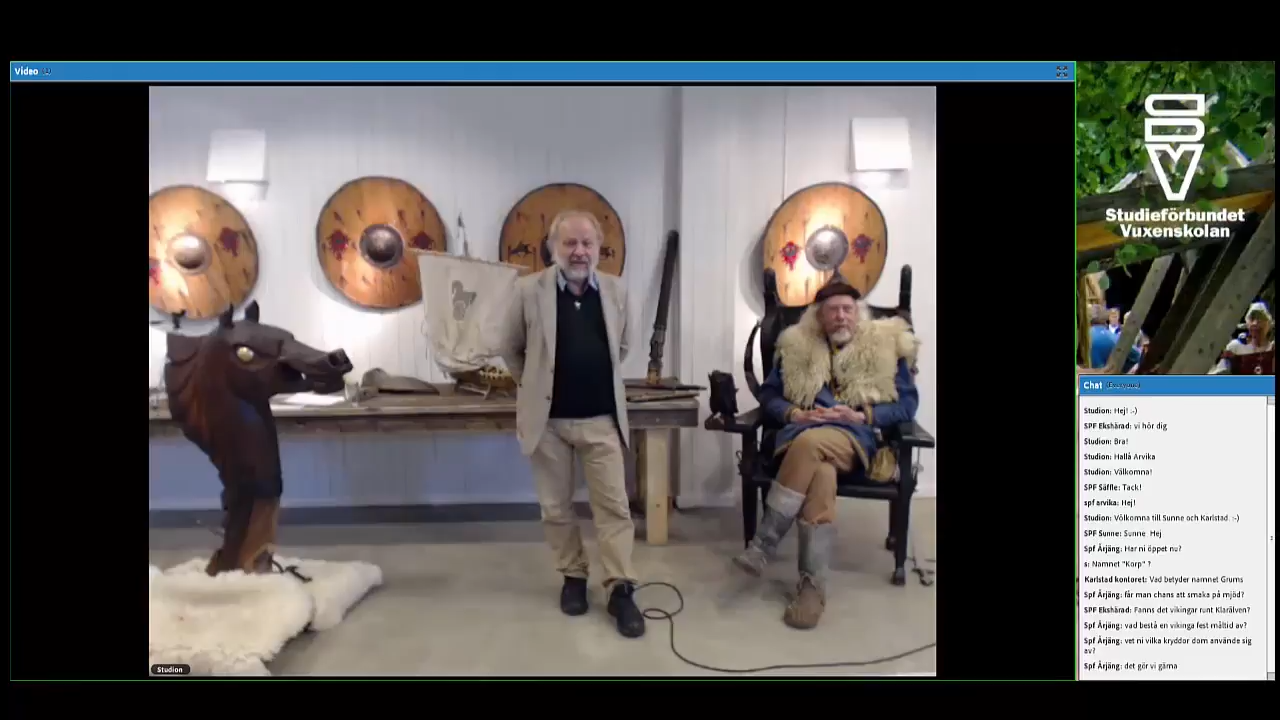 Video
Studion
Studieförbundet
Vuxenskolan
Chat (Everyone)
Studion: Hej! :-)
SPF Ekshärad: vi hör dig
Studion: Bra!
Studion: Hallå Arvika
Studion: Välkomna!
SPF Säffle: Tack!
spf arvika: Hej!
Studion: Völkomna till Sunne och Karlstad. :-)
SPF Sunne: Sunne Hej
Spf Årjäng: Har ni öppet nu?
s: Namnet "Korp" ?
Karlstad kontoret: Vad betyder namnet Grums
Spf Årjäng: får man chans att smaka på mjöd?
SPF Ekshärad: Fanns det vikingar runt Klarälven?
Spf Årjäng: vad bestå en vikinga fest måltid av?
Spf Årjäng: vet ni vilka kryddor dom använde sig
av?
Spf Årjäng: det gör vi gärna